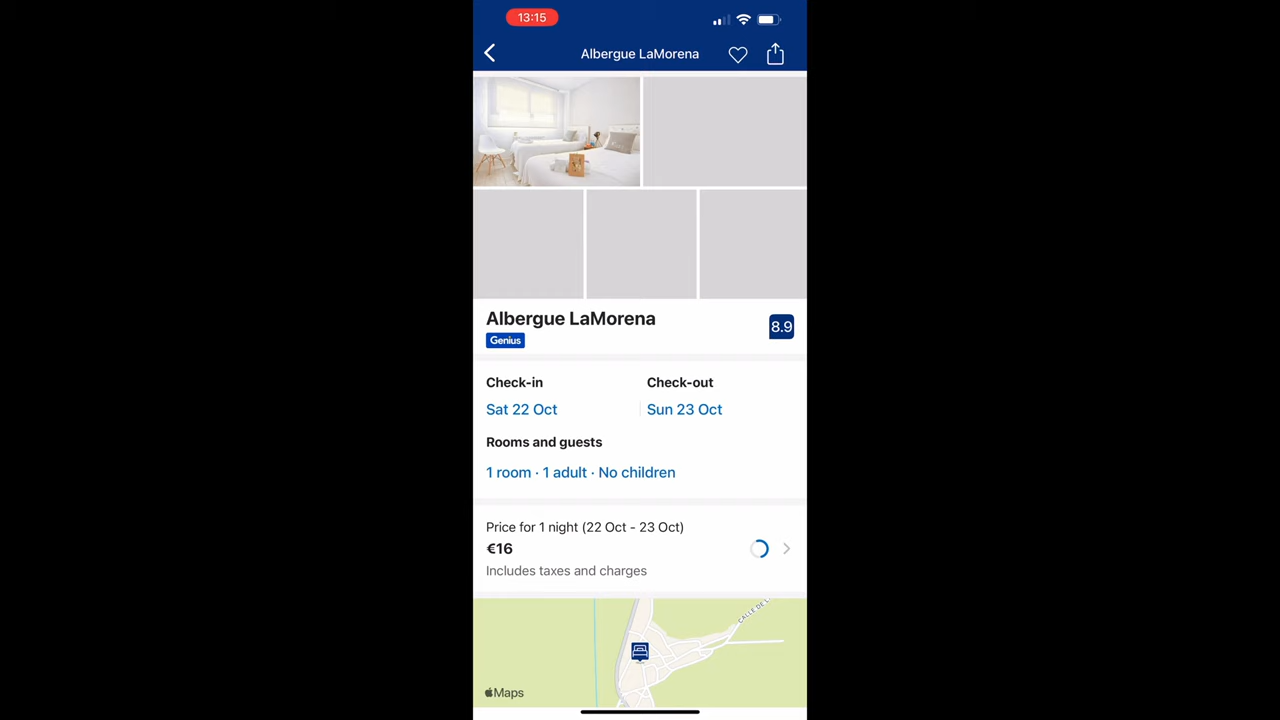 13:15
Albergue LaMorena
Albergue LaMorena
Genius
8.9
Check-in
Check-out
Sat 22 Oct
Sun 23 Oct
Rooms and guests
1 room · 1 adult · No children
Price for 1 night (22 Oct - 23 Oct)
€16
Includes taxes and charges
CALLE DE L
Maps